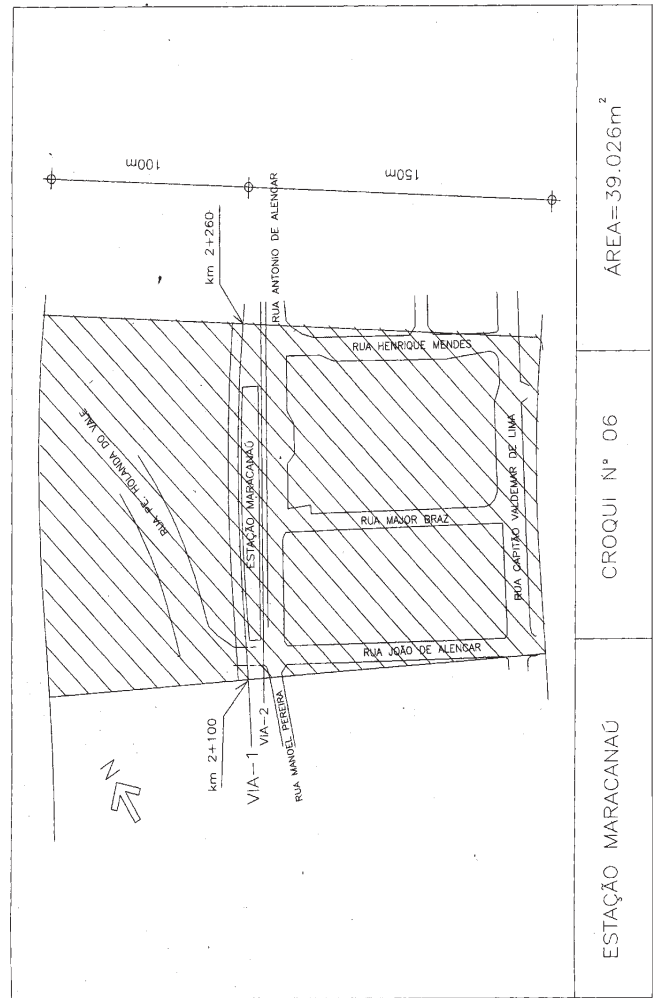 100m
150m
km 2+260
RUA ANTONIO DE ALENCAR
RUA HENRIQUE MENDES
RUA PE. HOLANDA DO VALE
ESTAÇÃO MARACANAÚ
RUA MAJOR BRAZ
RUA CAPITÃO VALDEMAR DE LIMA
RUA JOÃO DE ALENCAR
km 2+100
VIA-1
VIA-2
RUA MANOEL PEREIRA
N
ESTAÇÃO MARACANAÚ
CROQUI N° 06
ÁREA=39.026m²